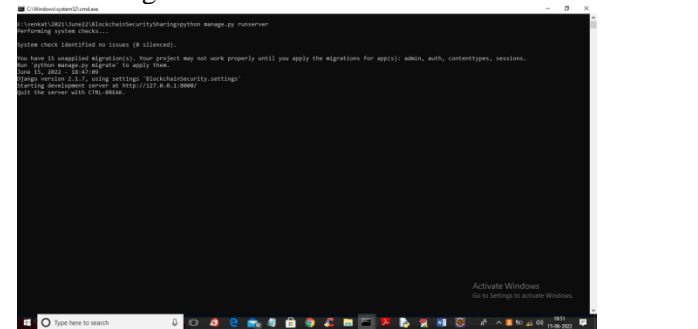 C:\Windows\system32\cmd.exe
E:\venkat\2021\June22\BlockchainSecuritySharing>python manage.py runserver
Performing system checks...
System check identified no issues (0 silenced).
You have 15 unapplied migration(s). Your project may not work properly until you apply the migrations for app(s): admin, auth, contenttypes, sessions.
Run 'python manage.py migrate' to apply them.
June 15, 2022 - 18:47:09
Django version 2.1.7, using settings 'BlockchainSecurity.settings'
Starting development server at http://127.0.0.1:8000/
Quit the server with CTRL-BREAK.
Activate Windows
Go to Settings to activate Windows.
Type here to search
18:51
15-06-2022